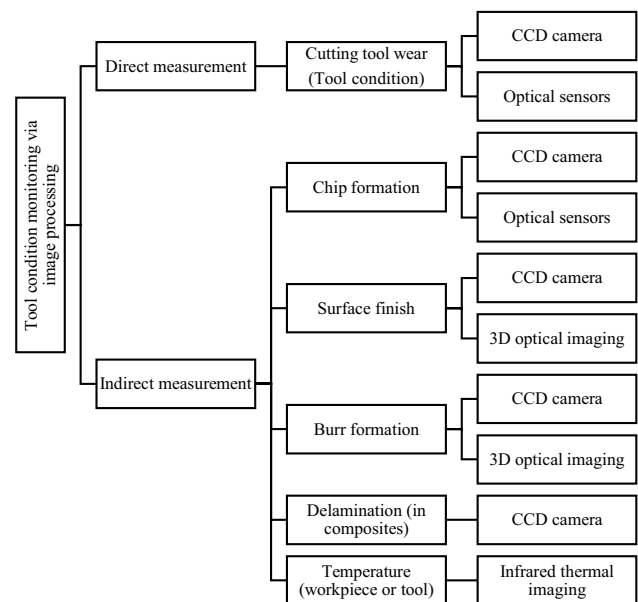 Tool condition monitoring via
image processing
Direct measurement
Cutting tool wear
(Tool condition)
CCD camera
Optical sensors
Indirect measurement
Chip formation
CCD camera
Optical sensors
Surface finish
CCD camera
3D optical imaging
Burr formation
CCD camera
3D optical imaging
Delamination (in
composites)
CCD camera
Temperature
(workpiece or tool)
Infrared thermal
imaging